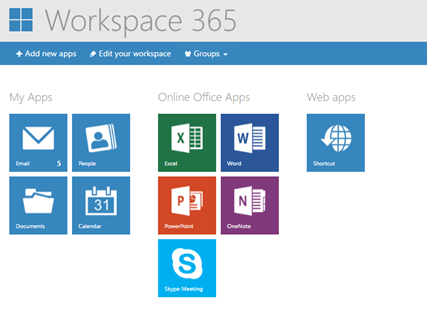 Workspace 365
Add new apps Edit your workspace Groups
My Apps
Email 5
People
Documents
31
Calendar
Online Office Apps
X
Excel
W
Word
P
PowerPoint
N
OneNote
S
Skype Meeting
Web apps
Shortcut